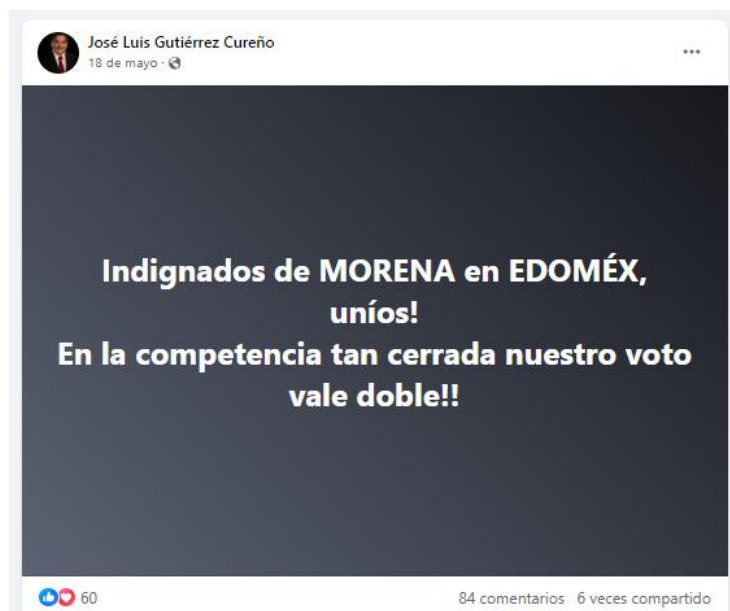 José Luis Gutiérrez Cureño
18 de mayo ·
Indignados de MORENA en EDOMÉX,
uníos!
En la competencia tan cerrada nuestro voto
vale doble!!
60
84 comentarios 6 veces compartido